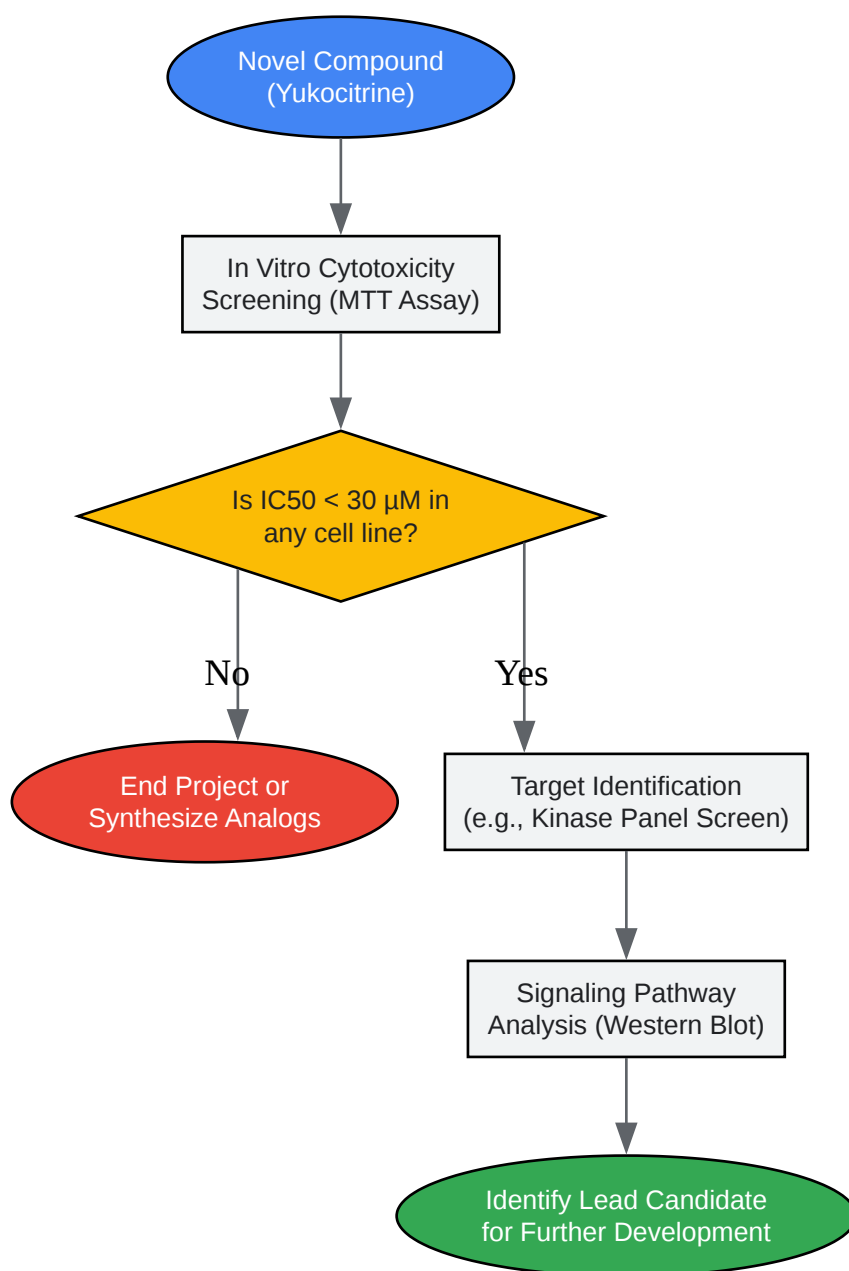 Novel Compound
(Yukocitrine)
In Vitro Cytotoxicity
Screening (MTT Assay)
Is IC50 < 30 µM in
any cell line?
No
Yes
End Project or
Synthesize Analogs
Target Identification
(e.g., Kinase Panel Screen)
Signaling Pathway
Analysis (Western Blot)
Identify Lead Candidate
for Further Development